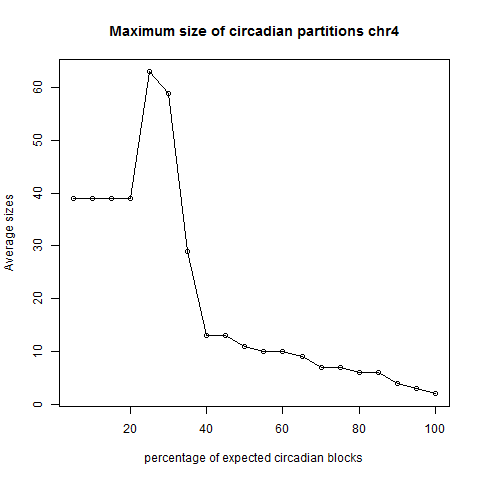 Maximum size of circadian partitions chr4
Average sizes
60
50
40
30
20
10
0
20 40 60 80 100
percentage of expected circadian blocks